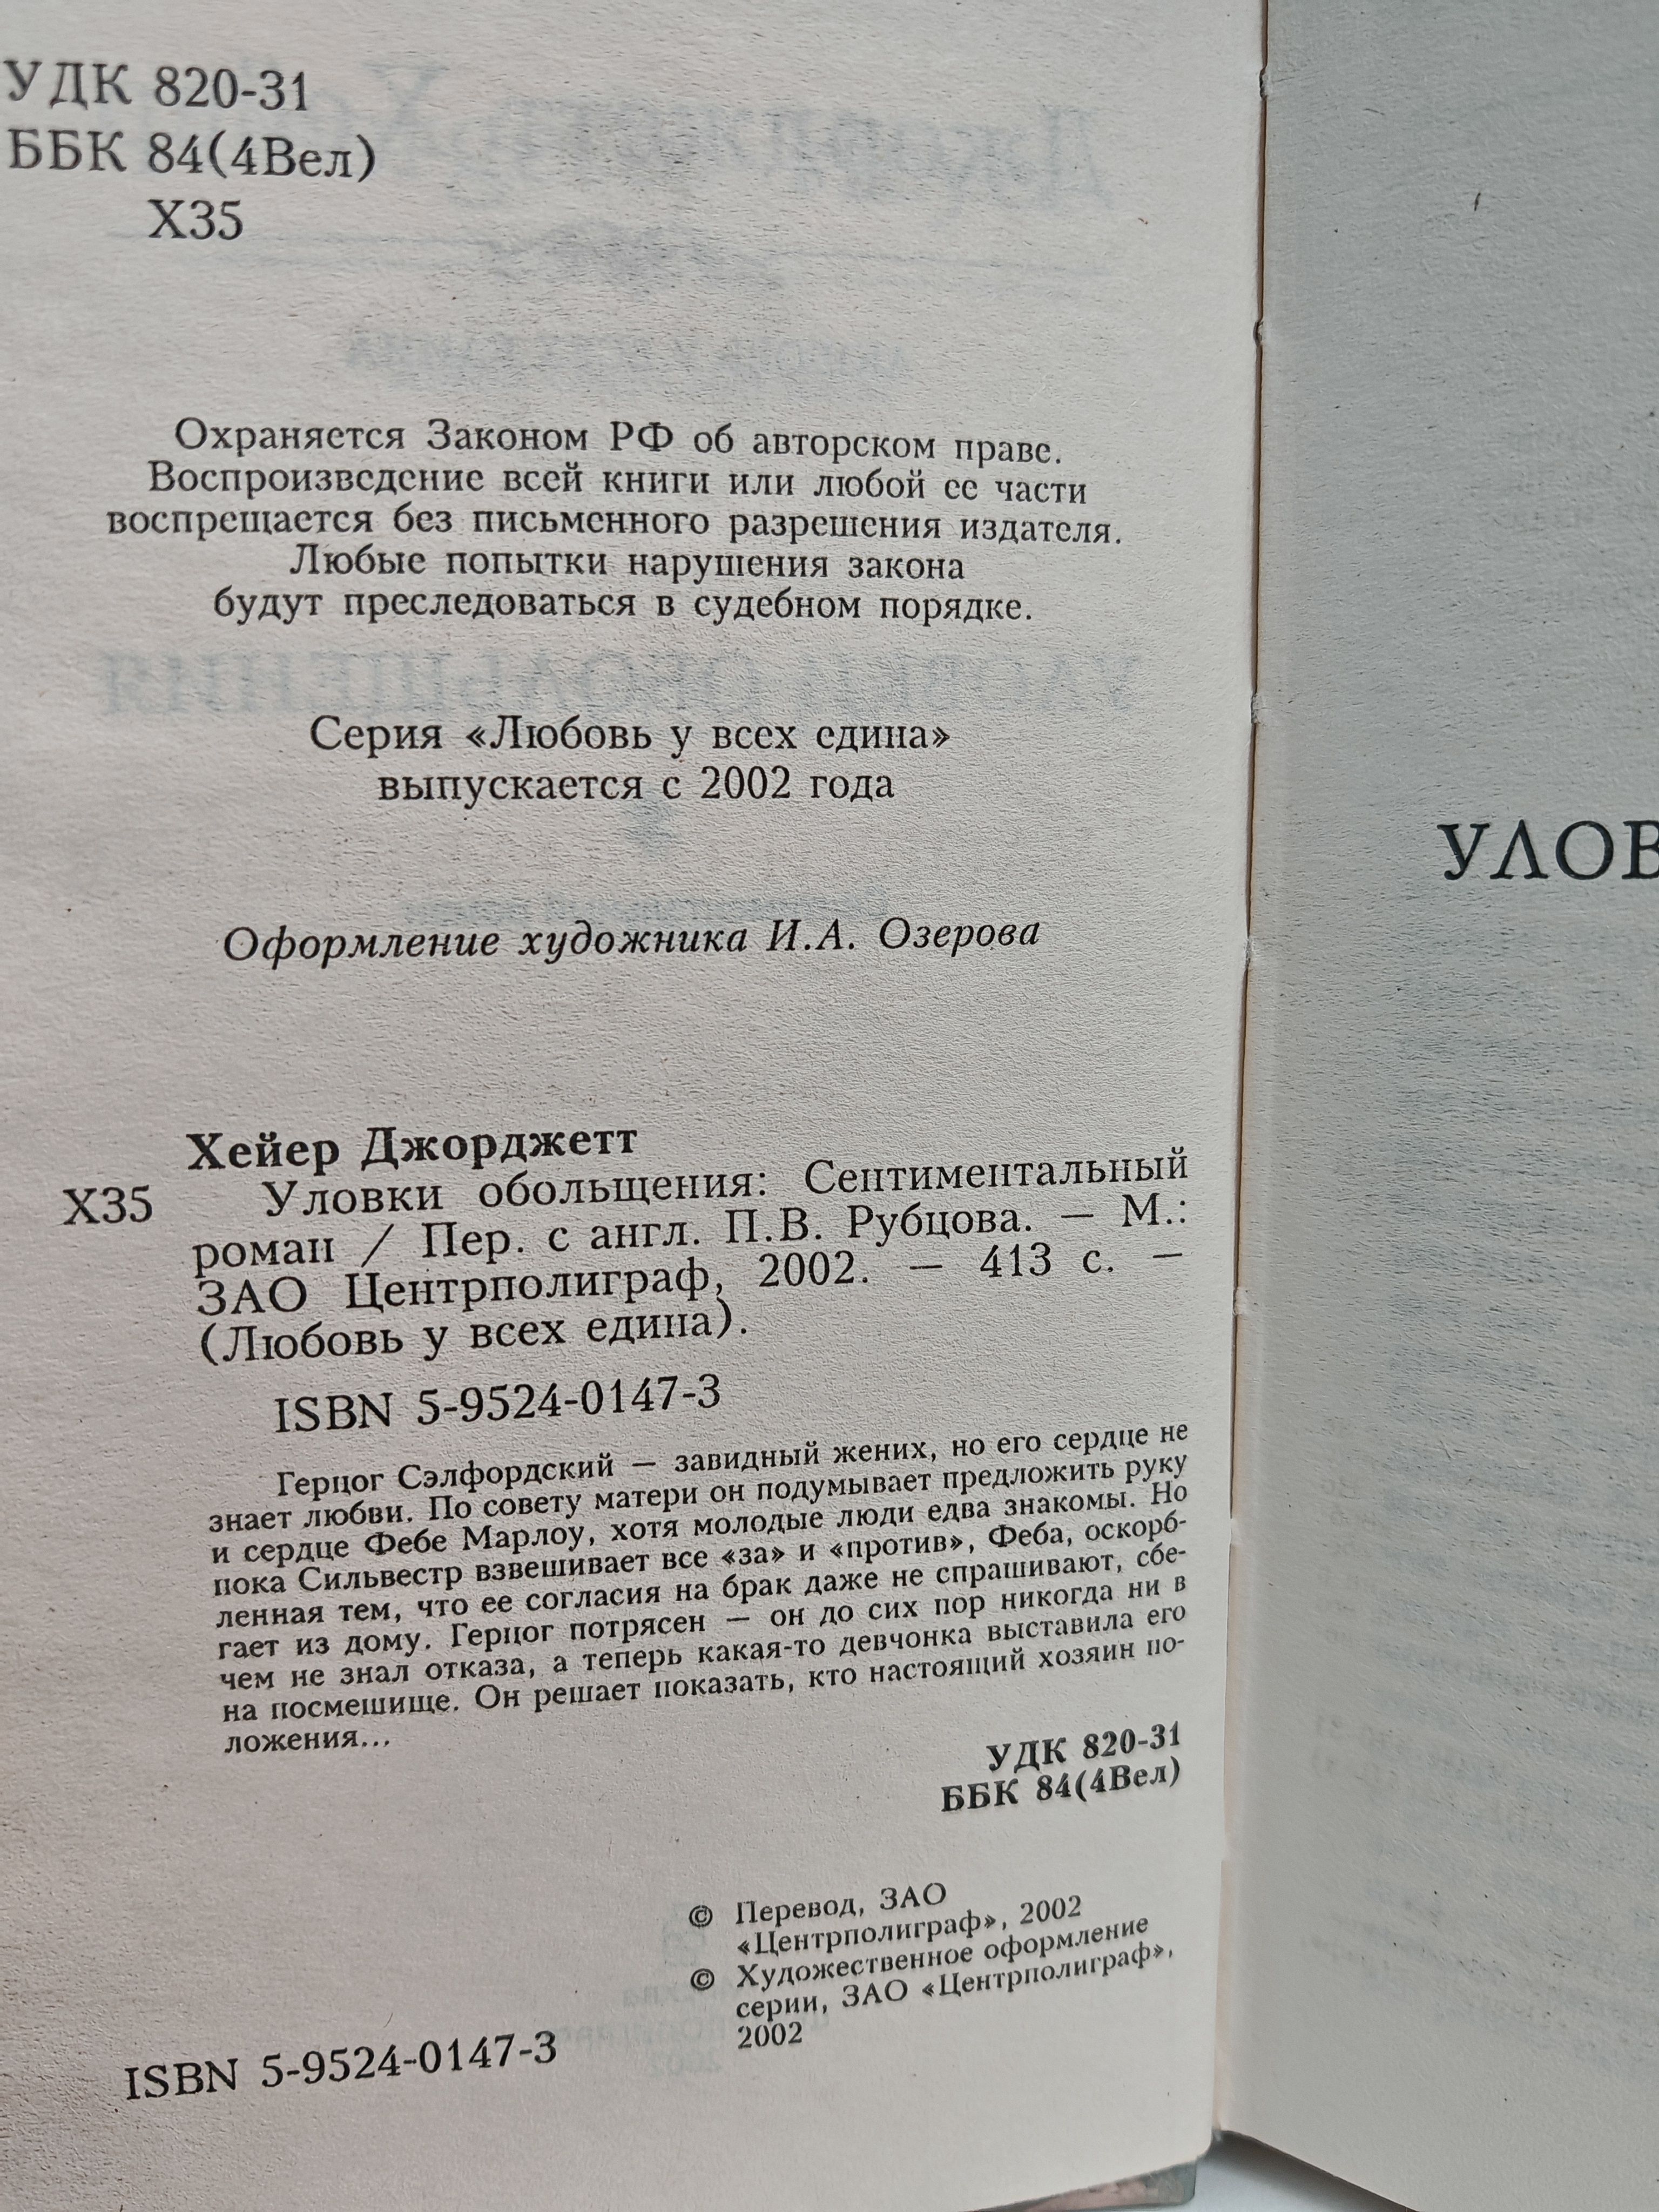 УДК 820-31
ББК 84(4Вел)
Х35
Охраняется Законом РФ об авторском праве.
Воспроизведение всей книги или любой ее части
воспрещается без письменного разрешения издателя.
Любые попытки нарушения закона
будут преследоваться в судебном порядке.
Серия «Любовь у всех едина»
выпускается с 2002 года
Оформление художника И.А. Озерова
Хейер Джорджетт
Х35 Уловки обольщения: Сентиментальный
роман / Пер. с англ. П.В. Рубцова. — М.:
ЗАО Центрполиграф, 2002. — 413 с. —
(Любовь у всех едина).
ISBN 5-9524-0147-3
Герцог Сэлфордский — завидный жених, но его сердце не
знает любви. По совету матери он подумывает предложить руку
и сердце Фебе Марлоу, хотя молодые люди едва знакомы. Но
пока Сильвестр взвешивает все «за» и «против», Феба, оскорб-
ленная тем, что ее согласия на брак даже не спрашивают, сбе-
гает из дому. Герцог потрясен — он до сих пор никогда ни в
чем не знал отказа, а теперь какая-то девчонка выставила его
на посмешище. Он решает показать, кто настоящий хозяин по-
ложения...
УДК 820-31
ББК 84(4Вел)
© Перевод, ЗАО
«Центрполиграф», 2002
© Художественное оформление
серии, ЗАО «Центрполиграф»,
2002
ISBN 5-9524-0147-3
УЛОВ